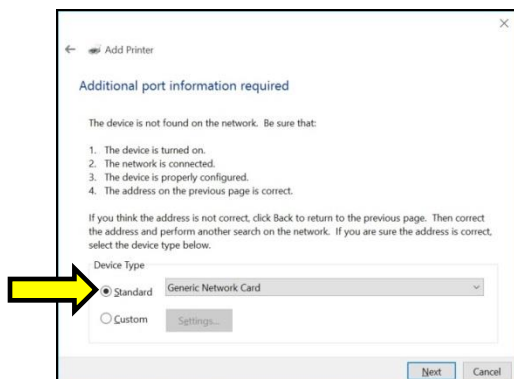 Add Printer
Additional port information required
The device is not found on the network. Be sure that:
1. The device is turned on.
2. The network is connected.
3. The device is properly configured.
4. The address on the previous page is correct.
If you think the address is not correct, click Back to return to the previous page. Then correct
the address and perform another search on the network. If you are sure the address is correct,
select the device type below.
Device Type
Standard Generic Network Card
Custom Settings...
Next Cancel